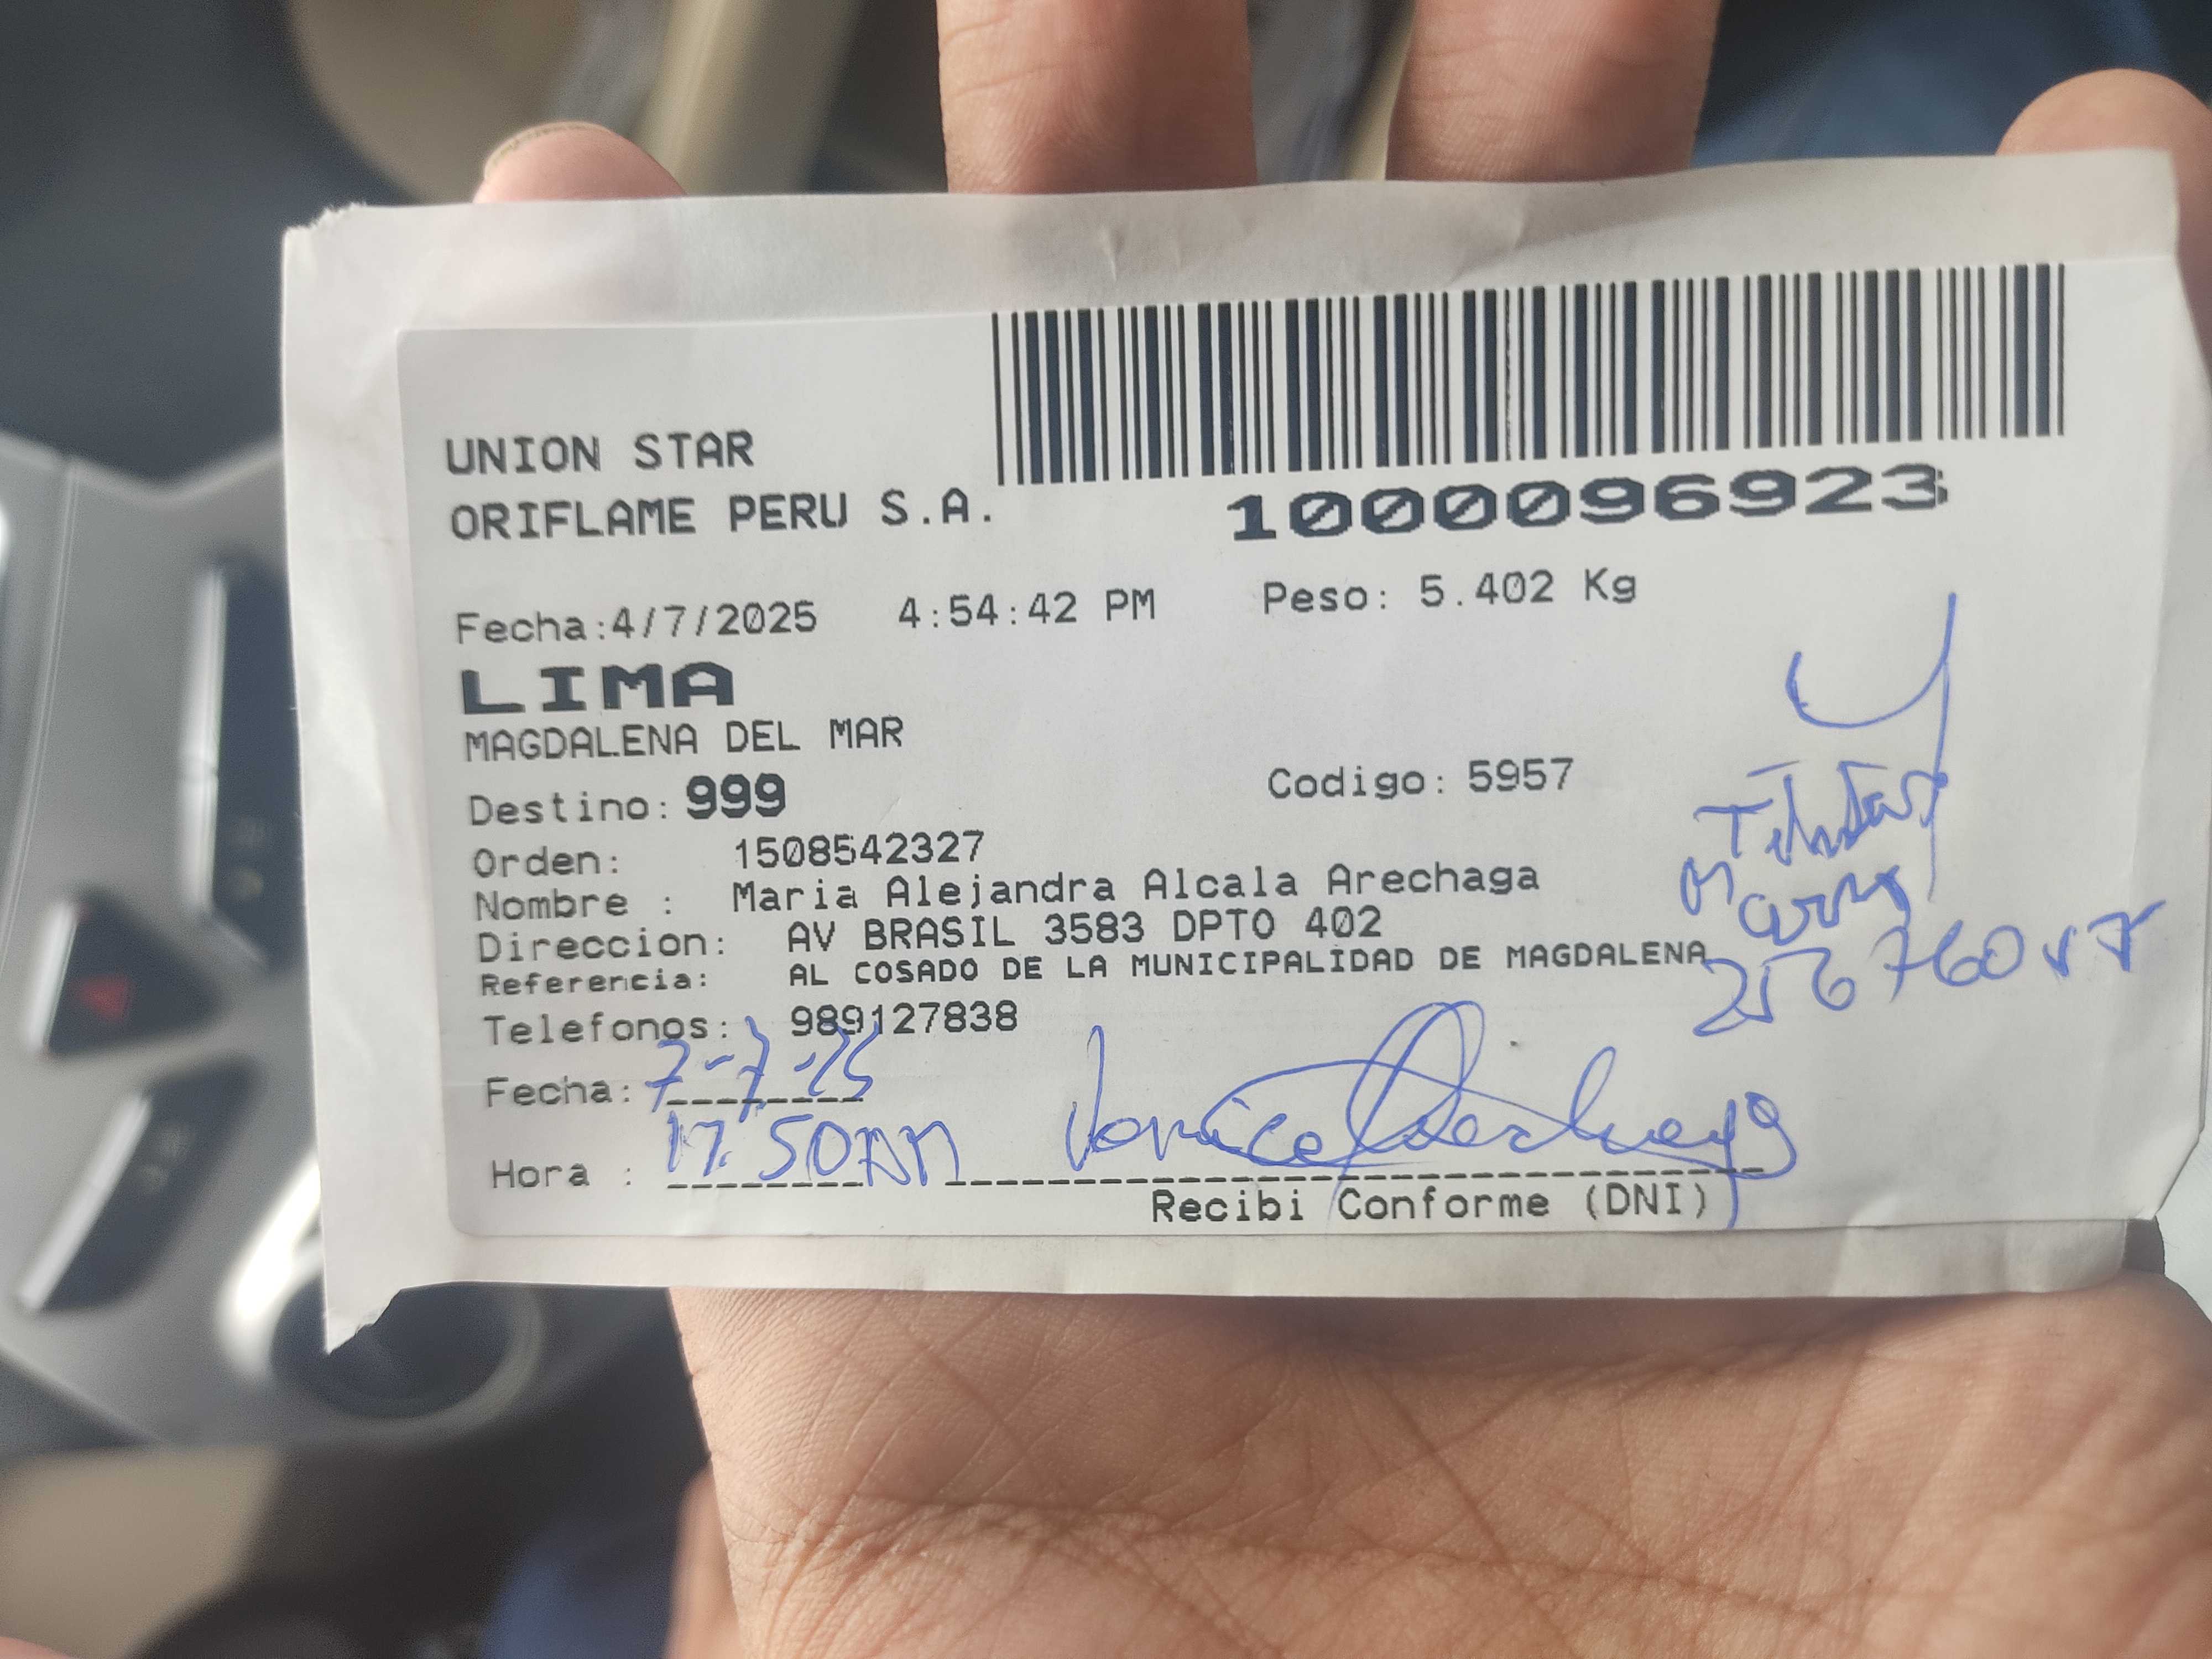 UNION STAR
ORIFLAME PERU S.A.
1000096923
Fecha:4/7/2025 4:54:42 PM Peso: 5.402 Kg
LIMA
MAGDALENA DEL MAR
Destino: 999 Codigo: 5957
Orden: 1508542327
Nombre : Maria Alejandra Alcala Arechaga
Direccion: AV BRASIL 3583 DPTO 402
Referencia: AL COSADO DE LA MUNICIPALIDAD DE MAGDALENA
Telefonos: 989127838
Fecha: 7-7-25
Hora : 17:50
Recibi Conforme (DNI)